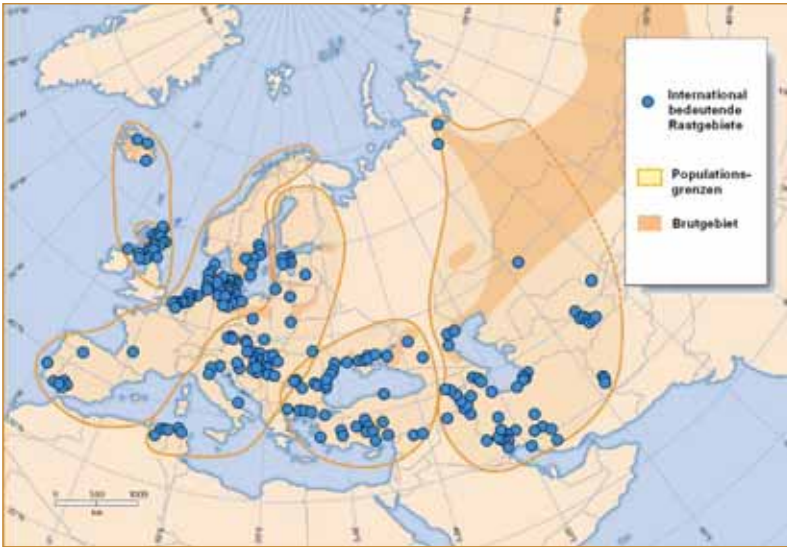 International
bedeutende
Rastgebiete
Populations-
grenzen
Brutgebiet
0 500 1000
km